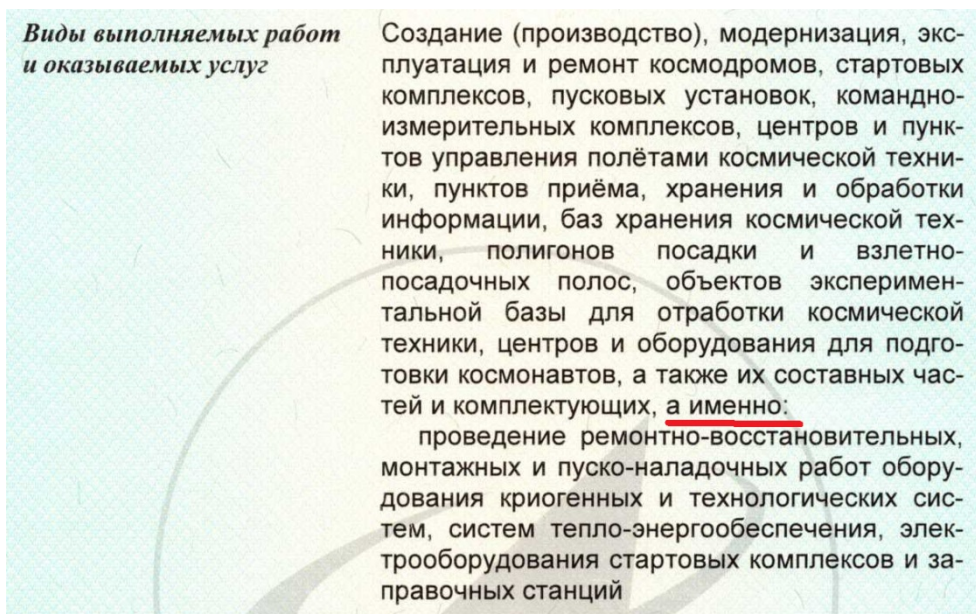 Виды выполняемых работ
и оказываемых услуг
Создание (производство), модернизация, экс-
плуатация и ремонт космодромов, стартовых
комплексов, пусковых установок, командно-
измерительных комплексов, центров и пунк-
тов управления полётами космической техни-
ки, пунктов приёма, хранения и обработки
информации, баз хранения космической тех-
ники, полигонов посадки и взлетно-
посадочных полос, объектов эксперимен-
тальной базы для отработки космической
техники, центров и оборудования для подго-
товки космонавтов, а также их составных час-
тей и комплектующих, а именно:
проведение ремонтно-восстановительных,
монтажных и пуско-наладочных работ обору-
дования криогенных и технологических сис-
тем, систем тепло-энергообеспечения, элек-
трооборудования стартовых комплексов и за-
правочных станций